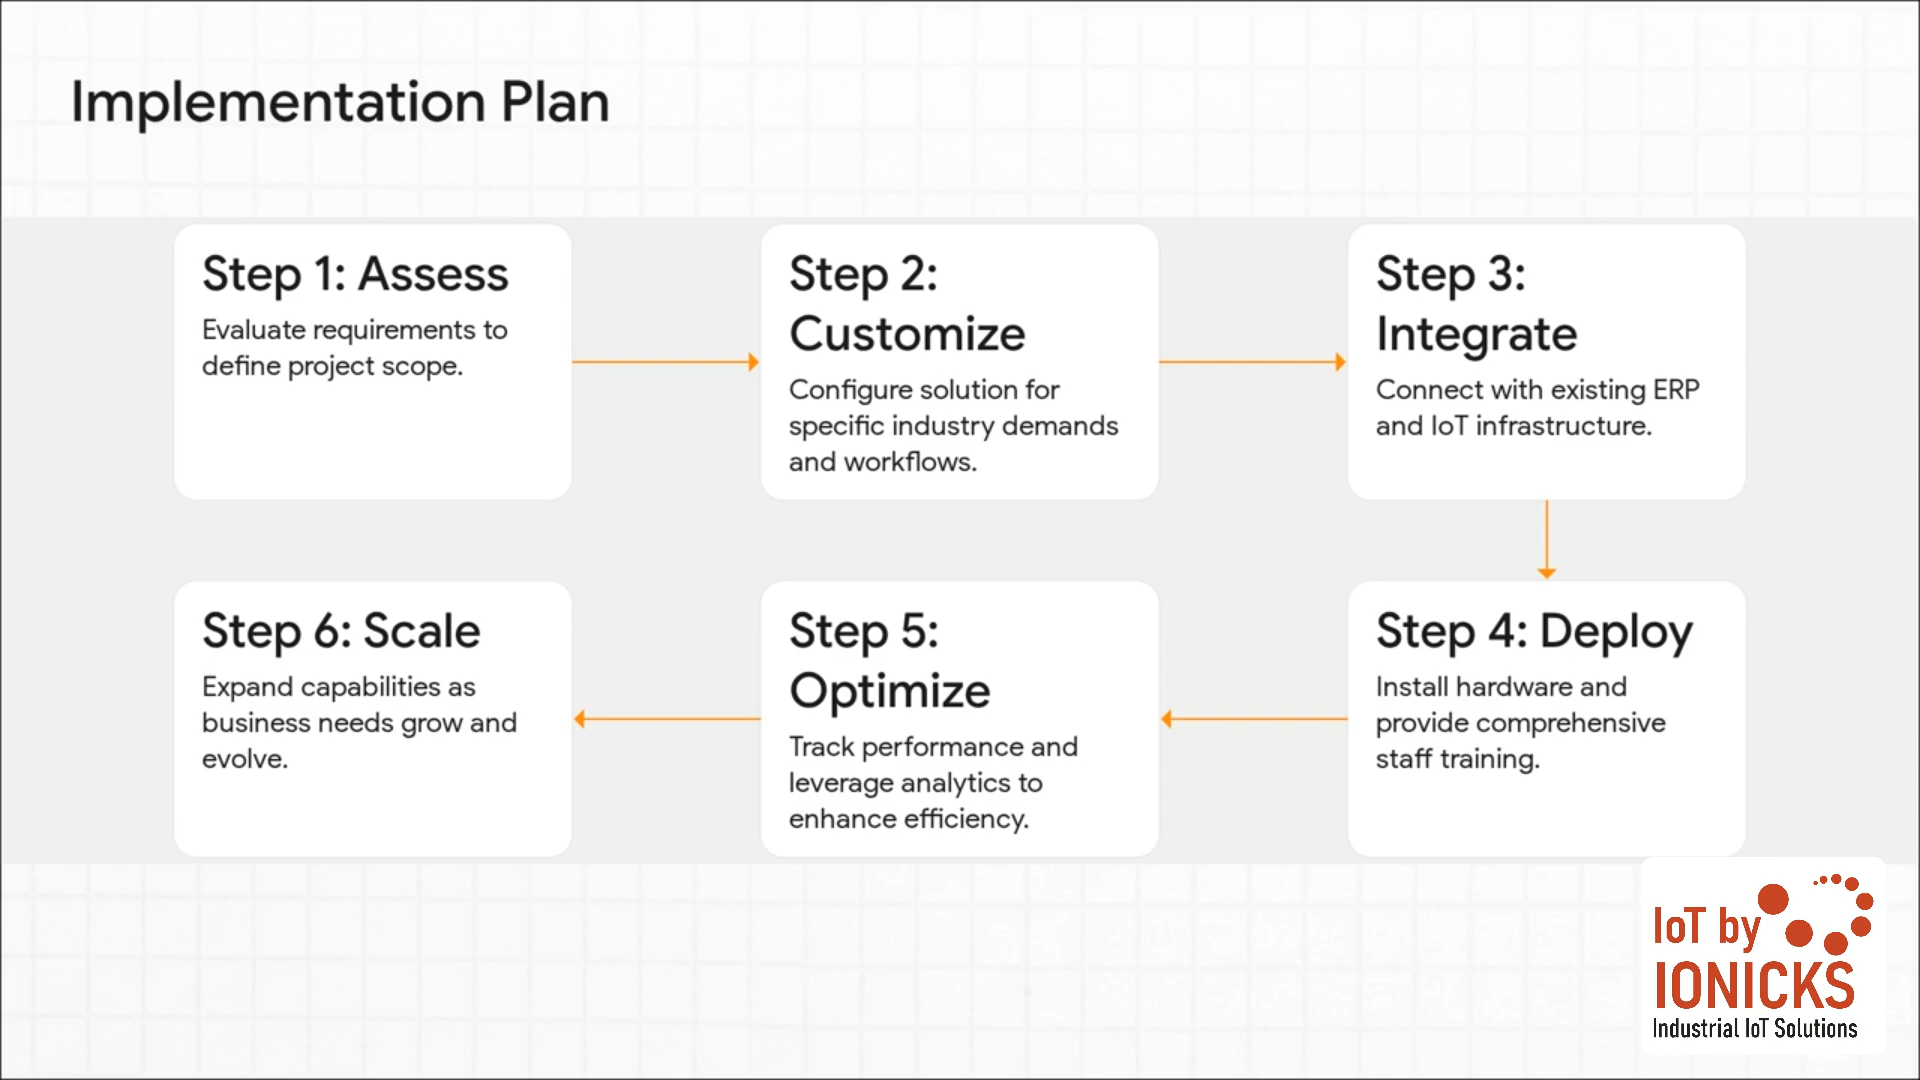 Implementation Plan
Step 1: Assess
Evaluate requirements to
define project scope.
Step 2:
Customize
Configure solution for
specific industry demands
and workflows.
Step 3:
Integrate
Connect with existing ERP
and IoT infrastructure.
Step 4: Deploy
Install hardware and
provide comprehensive
staff training.
Step 5:
Optimize
Track performance and
leverage analytics to
enhance efficiency.
Step 6: Scale
Expand capabilities as
business needs grow and
evolve.
IoT by
IONICKS
Industrial IoT Solutions